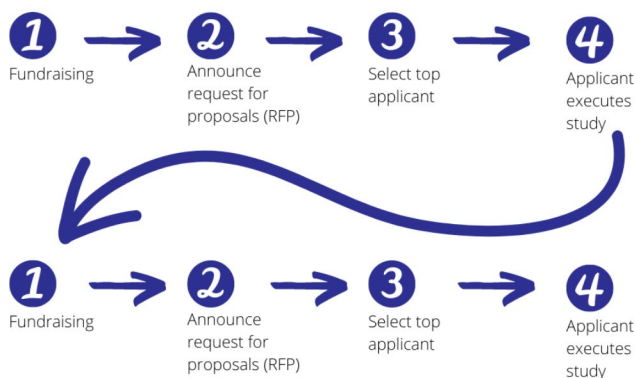 1 2 3 4
Fundraising
Announce
request for
proposals (RFP)
Select top
applicant
Applicant
executes
study
1 2 3 4
Fundraising
Announce
request for
proposals (RFP)
Select top
applicant
Applicant
executes
study